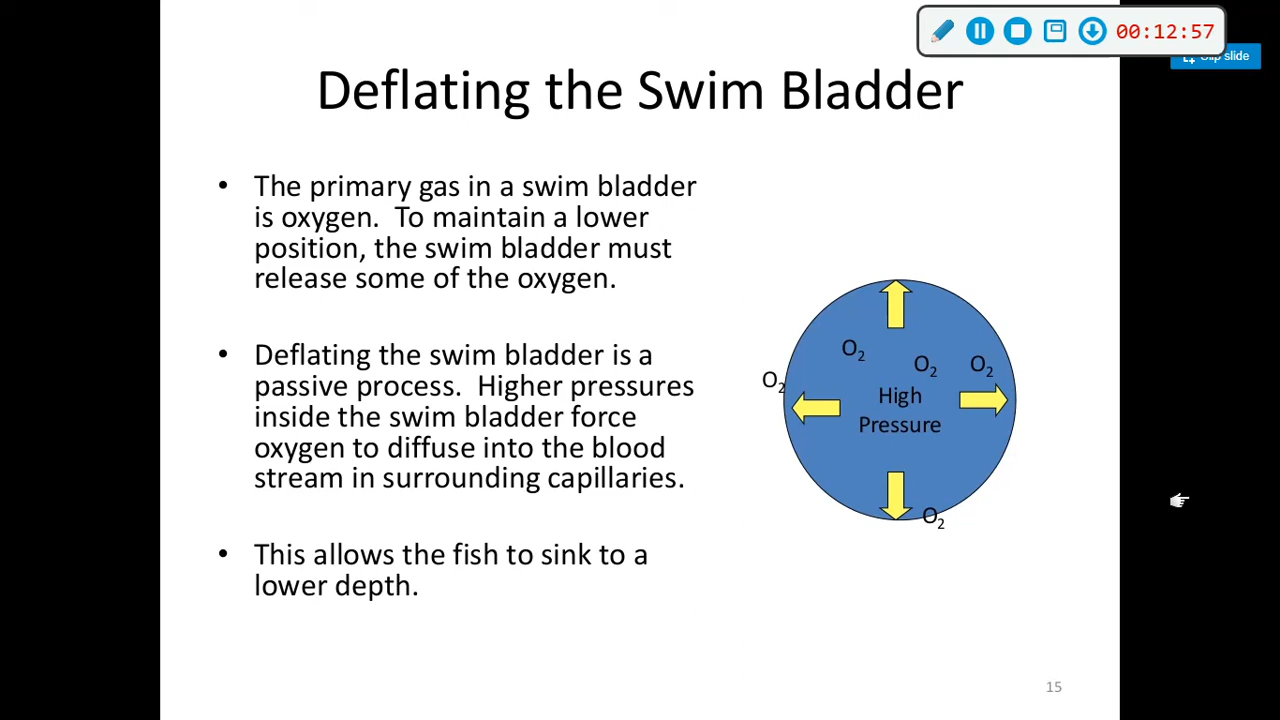 00:12:57
Clip slide
Deflating the Swim Bladder
• The primary gas in a swim bladder
is oxygen.  To maintain a lower
position, the swim bladder must
release some of the oxygen.
• Deflating the swim bladder is a
passive process.  Higher pressures
inside the swim bladder force
oxygen to diffuse into the blood
stream in surrounding capillaries.
• This allows the fish to sink to a
lower depth.
O₂
O₂
O₂
O₂
High
Pressure
O₂
15